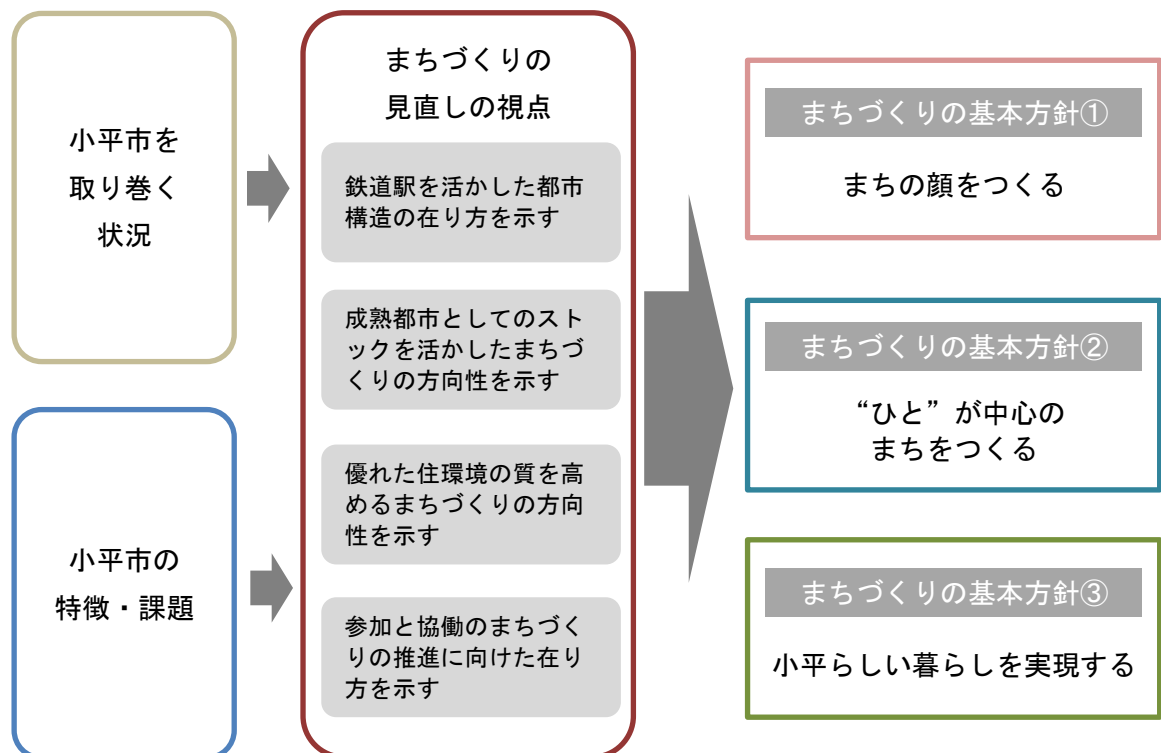 小平市を
取り巻く
状況
小平市の
特徴・課題
まちづくりの
見直しの視点
鉄道駅を活かした都市
構造の在り方を示す
成熟都市としてのスト
ックを活かしたまちづ
くりの方向性を示す
優れた住環境の質を高
めるまちづくりの方向
性を示す
参加と協働のまちづく
りの推進に向けた在り
方を示す
まちづくりの基本方針①
まちの顔をつくる
まちづくりの基本方針②
“ひと”が中心の
まちをつくる
まちづくりの基本方針③
小平らしい暮らしを実現する